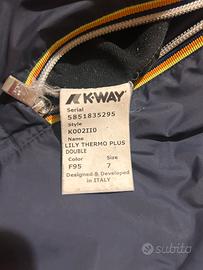 K-WAY
Serial
5851835295
Style
K002II0
Name
LILY THERMO PLUS
DOUBLE
Color Size
F95 7
Designed & Developed
in ITALY
subito